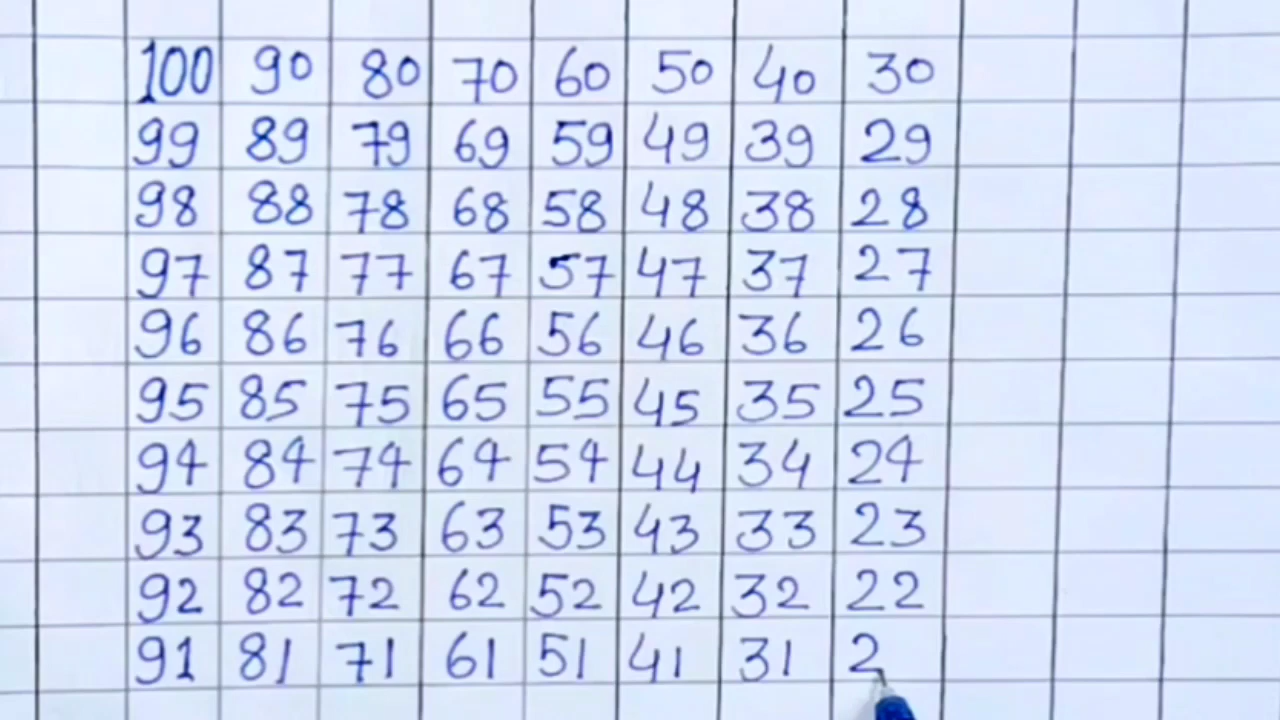 100 90 80 70 60 50 40 30
99 89 79 69 59 49 39 29
98 88 78 68 58 48 38 28
97 87 77 67 57 47 37 27
96 86 76 66 56 46 36 26
95 85 75 65 55 45 35 25
94 84 74 64 54 44 34 24
93 83 73 63 53 43 33 23
92 82 72 62 52 42 32 22
91 81 71 61 51 41 31 2